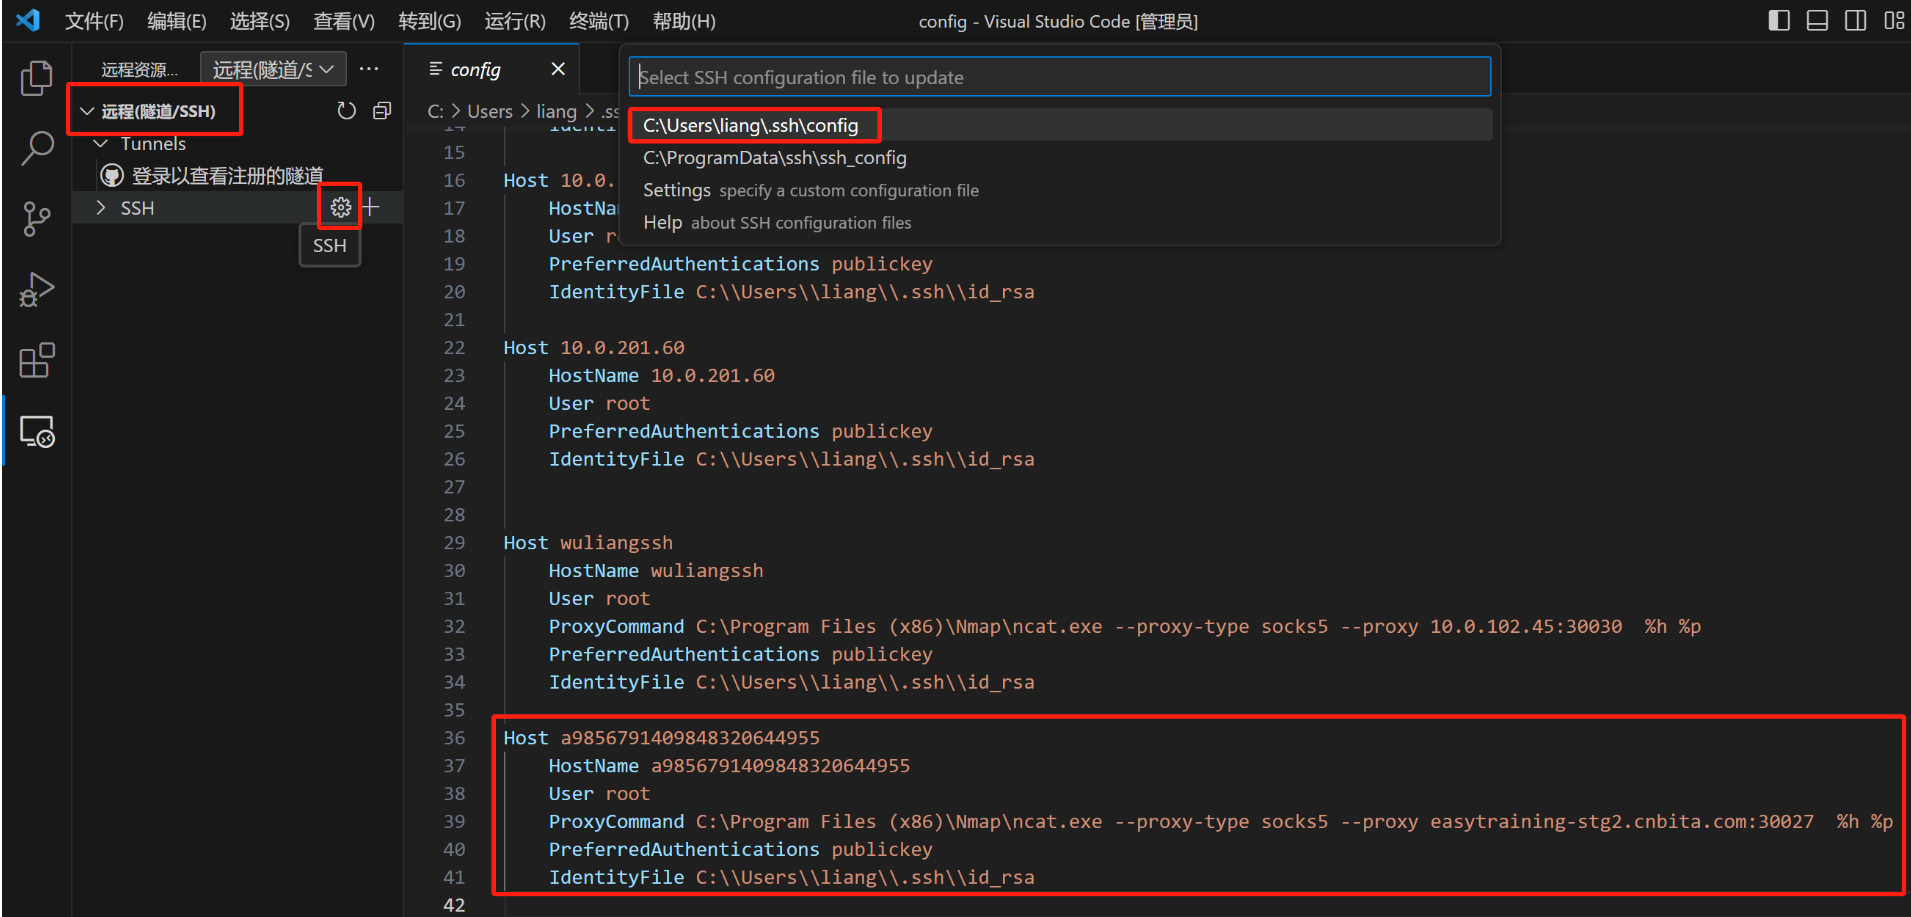 文件(F) 编辑(E) 选择(S) 查看(V) 转到(G) 运行(R) 终端(T) 帮助(H) config - Visual Studio Code [管理员]
远程资源... 远程(隧道/S ...
远程(隧道/SSH)
Tunnels
登录以查看注册的隧道
SSH
SSH
config
C: > Users > liang > .ss
Select SSH configuration file to update
C:\Users\liang\.ssh\config
C:\ProgramData\ssh\ssh_config
Settings specify a custom configuration file
Help about SSH configuration files
14 Identi
15
16 Host 10.0.
17 HostNa
18 User r
19 PreferredAuthentications publickey
20 IdentityFile C:\\Users\\liang\\.ssh\\id_rsa
21
22 Host 10.0.201.60
23 HostName 10.0.201.60
24 User root
25 PreferredAuthentications publickey
26 IdentityFile C:\\Users\\liang\\.ssh\\id_rsa
27
28
29 Host wuliangssh
30 HostName wuliangssh
31 User root
32 ProxyCommand C:\Program Files (x86)\Nmap\ncat.exe --proxy-type socks5 --proxy 10.0.102.45:30030  %h %p
33 PreferredAuthentications publickey
34 IdentityFile C:\\Users\\liang\\.ssh\\id_rsa
35
36 Host a9856791409848320644955
37 HostName a9856791409848320644955
38 User root
39 ProxyCommand C:\Program Files (x86)\Nmap\ncat.exe --proxy-type socks5 --proxy easytraining-stg2.cnbita.com:30027  %h %p
40 PreferredAuthentications publickey
41 IdentityFile C:\\Users\\liang\\.ssh\\id_rsa
42